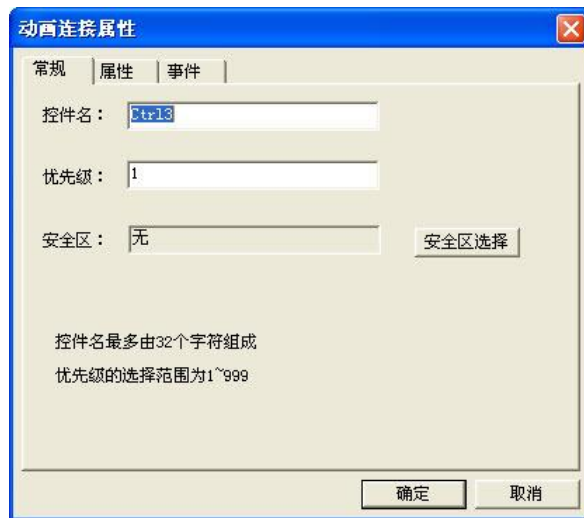 动画连接属性
常规 属性 事件
控件名： Ctrl3
优先级： 1
安全区： 无 安全区选择
控件名最多由32个字符组成
优先级的选择范围为1~999
确定 取消